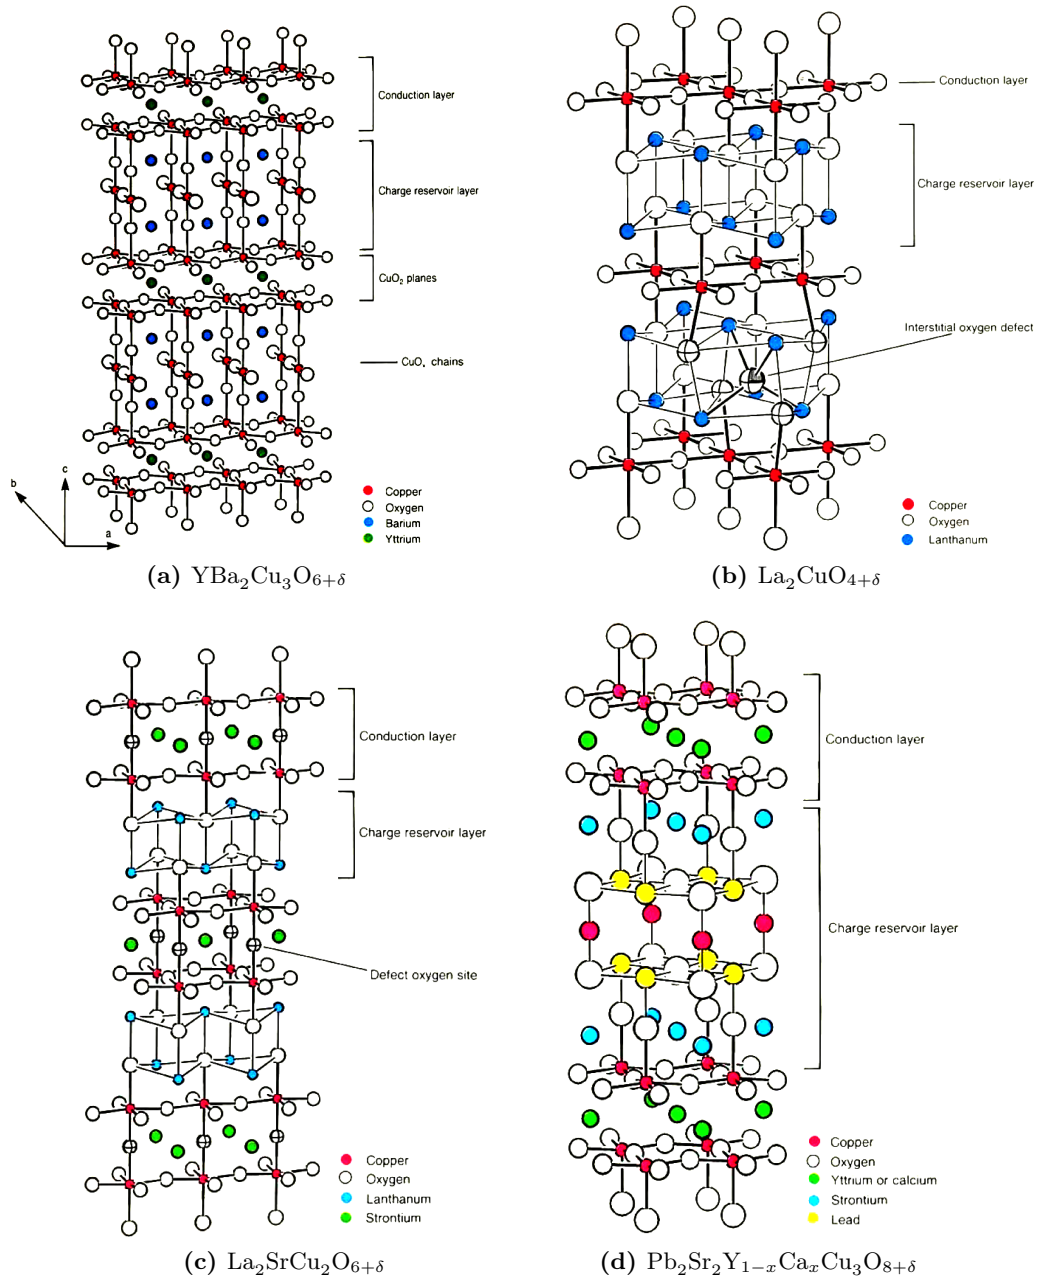 Conduction layer
Charge reservoir layer
CuO₂ planes
CuOₓ chains
b
c
a
Copper
Oxygen
Barium
Yttrium
(a) YBa₂Cu₃O₆₊δ
Conduction layer
Charge reservoir layer
Interstitial oxygen defect
Copper
Oxygen
Lanthanum
(b) La₂CuO₄₊δ
Conduction layer
Charge reservoir layer
Defect oxygen site
Copper
Oxygen
Lanthanum
Strontium
(c) La₂SrCu₂O₆₊δ
Conduction layer
Charge reservoir layer
Copper
Oxygen
Yttrium or calcium
Strontium
Lead
(d) Pb₂Sr₂Y₁₋ₓCaₓCu₃O₈₊δ